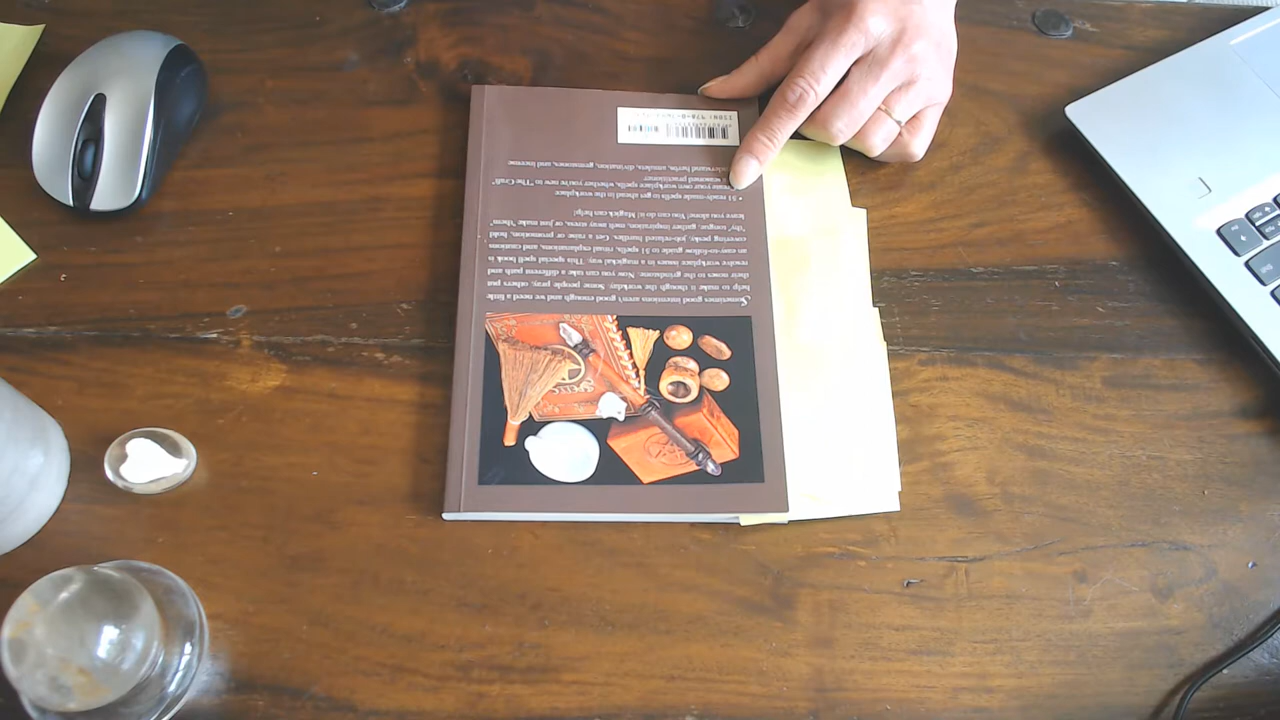 Sometimes good intentions aren't good enough and we need a little
help to make it through the workday. Some people pray, others put
their noses to the grindstone. Now you can take a different path and
resolve workplace issues in a magickal way. This special spell book is
an easy-to-follow guide to 31 spells, ritual explanations, and cautions
covering pesky, job-related hurdles. Get a raise or promotion, hold
"thy" tongue, gather inspiration, melt away stress, or just make "them"
leave you alone! You can do it; Magick can help!
• 31 ready-made spells to get ahead in the workplace
your own workplace spells, whether you're new to "The Craft"
seasoned practitioner
herbs, amulets, divination, gemstones, and incense
ISBN: 978-0-